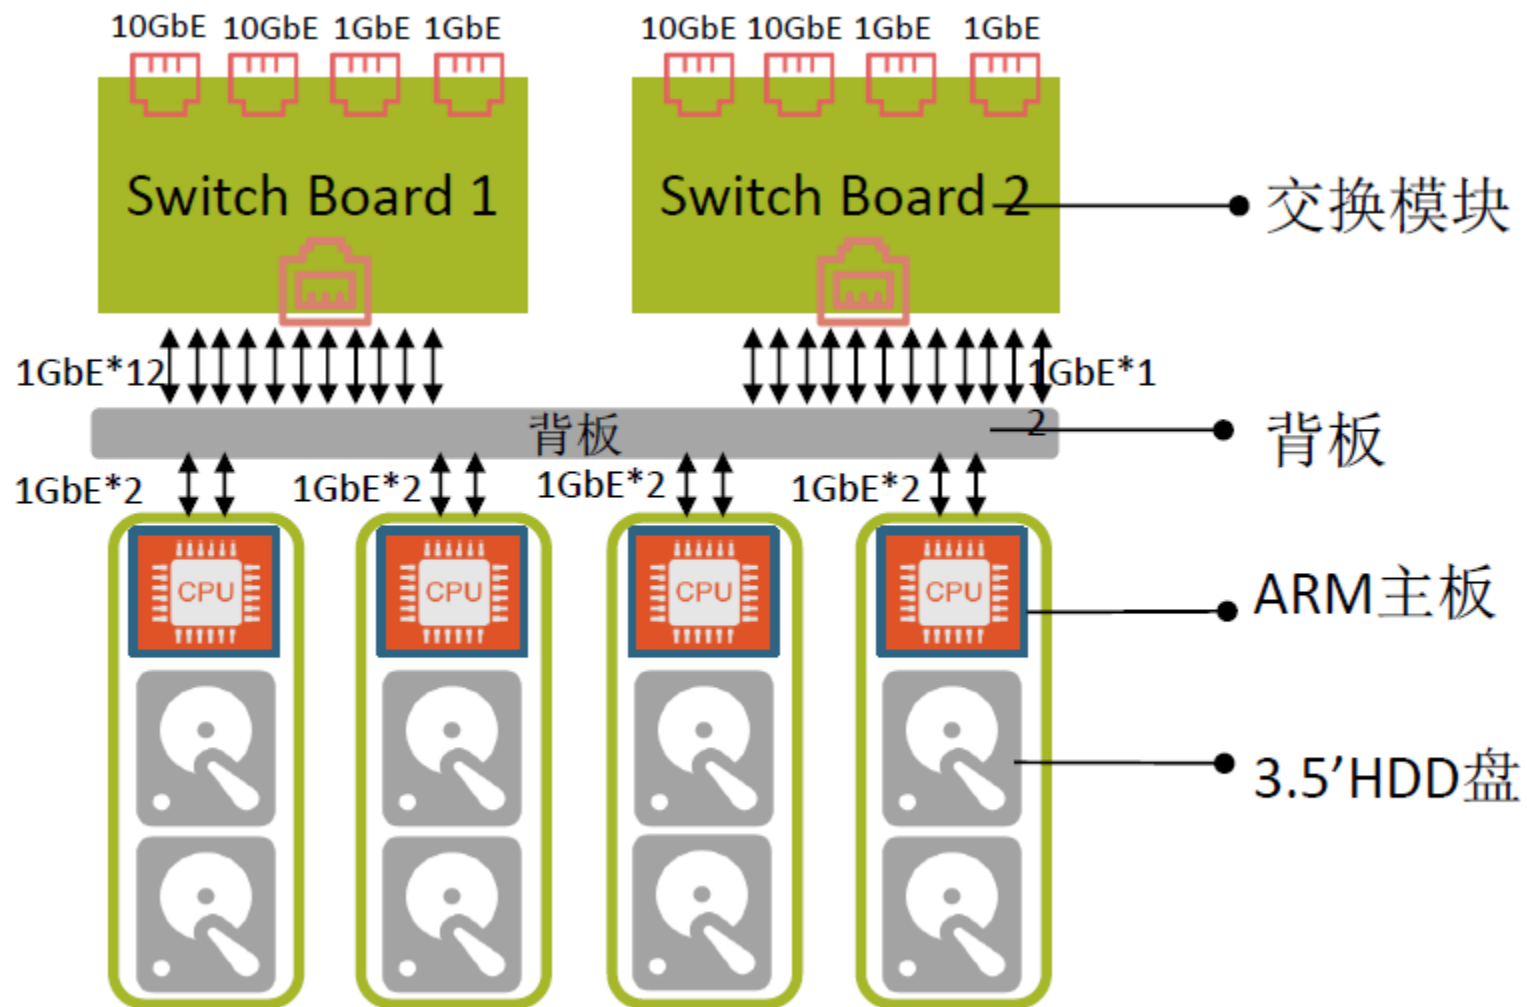 10GbE 10GbE 1GbE 1GbE
10GbE 10GbE 1GbE 1GbE
Switch Board 1
Switch Board 2
交换模块
1GbE*12
1GbE*1
2
背板
背板
1GbE*2
1GbE*2
1GbE*2
1GbE*2
CPU
CPU
CPU
CPU
ARM主板
3.5'HDD盘